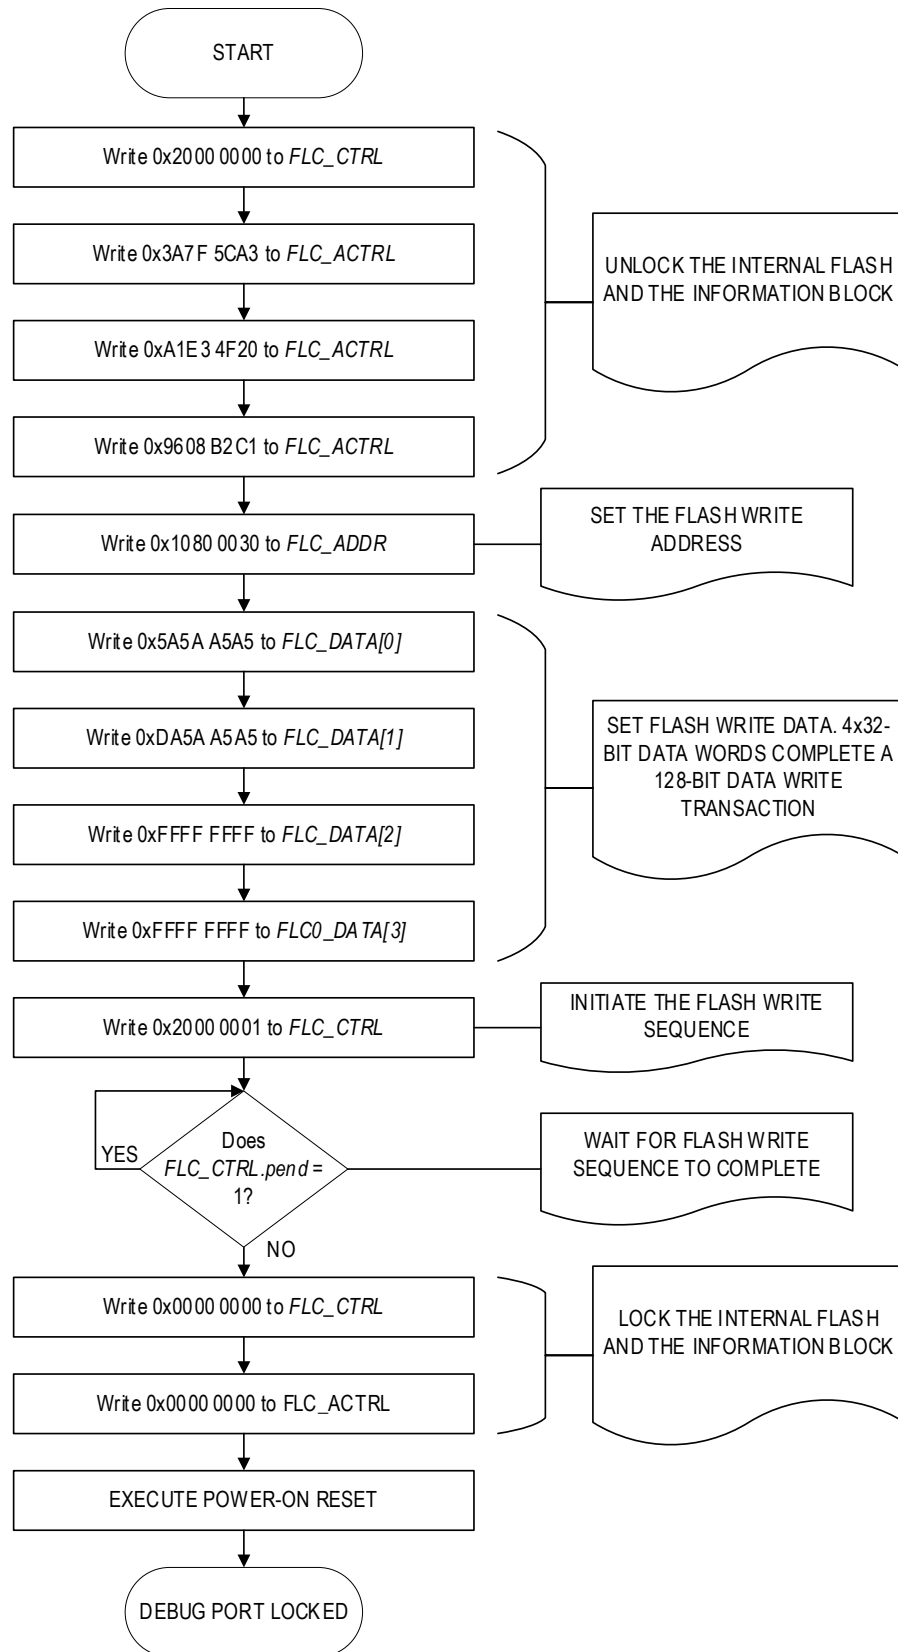 START
Write 0x2000 0000 to FLC_CTRL
Write 0x3A7F 5CA3 to FLC_ACTRL
UNLOCK THE INTERNAL FLASH
AND THE INFORMATION BLOCK
Write 0xA1E3 4F20 to FLC_ACTRL
Write 0x9608 B2C1 to FLC_ACTRL
Write 0x1080 0030 to FLC_ADDR
SET THE FLASH WRITE
ADDRESS
Write 0x5A5A A5A5 to FLC_DATA[0]
Write 0xDA5A A5A5 to FLC_DATA[1]
SET FLASH WRITE DATA. 4x32-
BIT DATA WORDS COMPLETE A
128-BIT DATA WRITE
TRANSACTION
Write 0xFFFF FFFF to FLC_DATA[2]
Write 0xFFFF FFFF to FLC0_DATA[3]
Write 0x2000 0001 to FLC_CTRL
INITIATE THE FLASH WRITE
SEQUENCE
YES
Does
FLC_CTRL.pend =
1?
WAIT FOR FLASH WRITE
SEQUENCE TO COMPLETE
NO
Write 0x0000 0000 to FLC_CTRL
LOCK THE INTERNAL FLASH
AND THE INFORMATION BLOCK
Write 0x0000 0000 to FLC_ACTRL
EXECUTE POWER-ON RESET
DEBUG PORT LOCKED